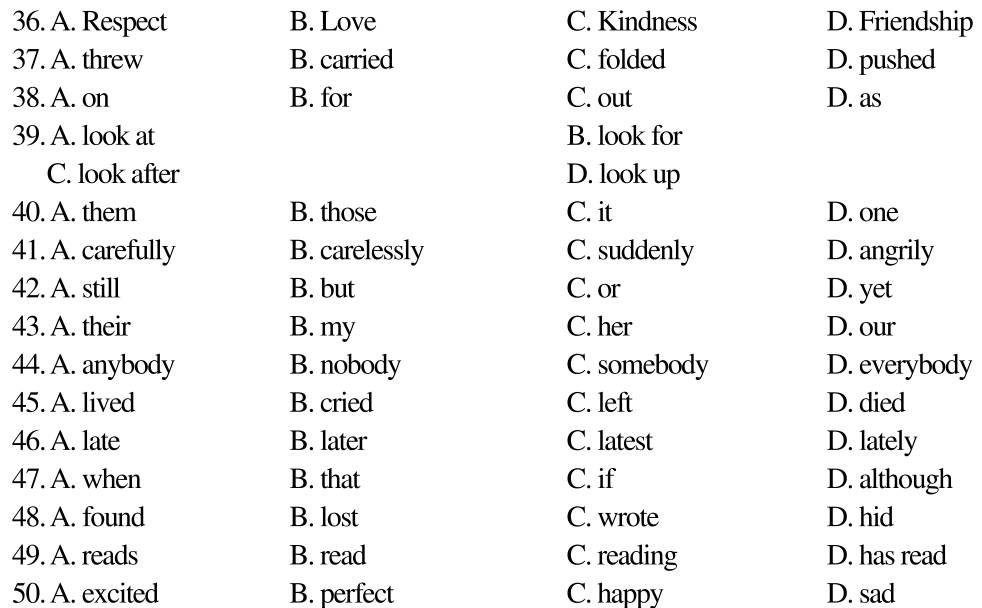 36. A. Respect B. Love C. Kindness D. Friendship
37. A. threw B. carried C. folded D. pushed
38. A. on B. for C. out D. as
39. A. look at B. look for
C. look after D. look up
40. A. them B. those C. it D. one
41. A. carefully B. carelessly C. suddenly D. angrily
42. A. still B. but C. or D. yet
43. A. their B. my C. her D. our
44. A. anybody B. nobody C. somebody D. everybody
45. A. lived B. cried C. left D. died
46. A. late B. later C. latest D. lately
47. A. when B. that C. if D. although
48. A. found B. lost C. wrote D. hid
49. A. reads B. read C. reading D. has read
50. A. excited B. perfect C. happy D. sad